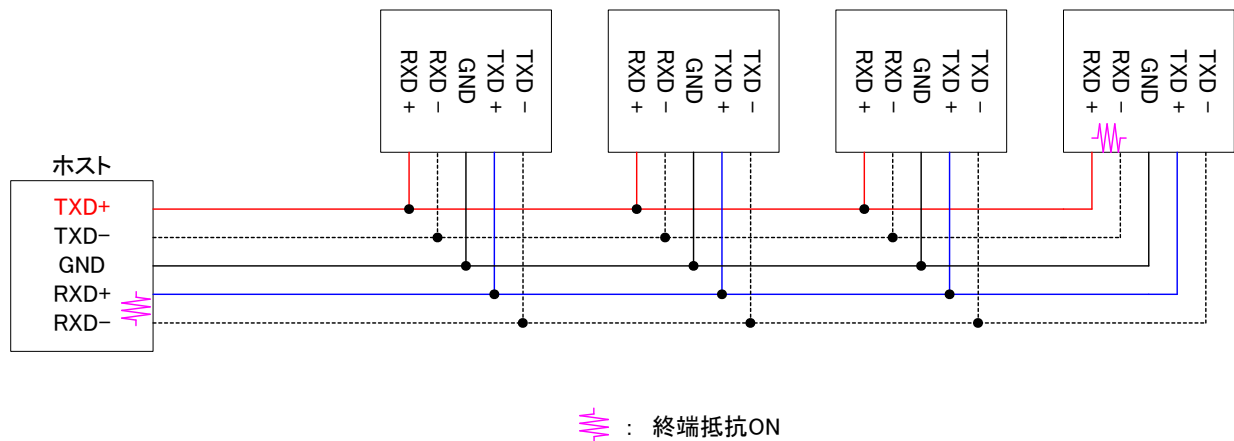 RXD +
RXD -
GND
TXD +
TXD -
RXD +
RXD -
GND
TXD +
TXD -
RXD +
RXD -
GND
TXD +
TXD -
RXD +
RXD -
GND
TXD +
TXD -
ホスト
TXD+
TXD-
GND
RXD+
RXD-
: 終端抵抗ON